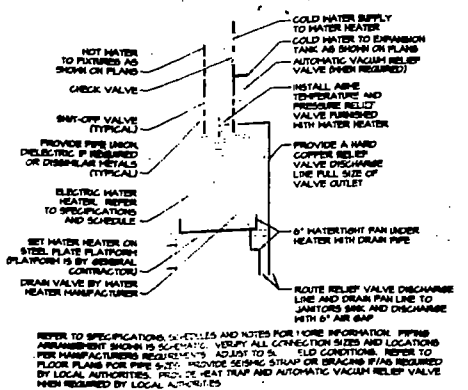 HOT WATER
TO FIXTURES AS
SHOWN ON PLANS
CHECK VALVE
SHUT-OFF VALVE
(TYPICAL)
PROVIDE PIPE UNION,
DIELECTRIC IF REQUIRED
OR DISSIMILAR METALS
(TYPICAL)
ELECTRIC WATER
HEATER. REFER
TO SPECIFICATIONS
AND SCHEDULE
SET WATER HEATER ON
STEEL PLATE PLATFORM
(PLATFORM IS BY GENERAL
CONTRACTOR)
DRAIN VALVE BY WATER
HEATER MANUFACTURER
COLD WATER SUPPLY
TO WATER HEATER
COLD WATER TO EXPANSION
TANK AS SHOWN ON PLANS
AUTOMATIC VACUUM RELIEF
VALVE (WHEN REQUIRED)
INSTALL ASME
TEMPERATURE AND
PRESSURE RELIEF
VALVE FURNISHED
WITH WATER HEATER
PROVIDE A HARD
COPPER RELIEF
VALVE DISCHARGE
LINE FULL SIZE OF
VALVE OUTLET
6" WATERTIGHT PAN UNDER
HEATER WITH DRAIN PIPE
ROUTE RELIEF VALVE DISCHARGE
LINE AND DRAIN PAN LINE TO
JANITORS SINK AND DISCHARGE
WITH 6" AIR GAP
REFER TO SPECIFICATIONS, SCHEDULES AND NOTES FOR MORE INFORMATION. PIPING
ARRANGEMENT SHOWN IS SCHEMATIC. VERIFY ALL CONNECTION SIZES AND LOCATIONS
PER MANUFACTURERS REQUIREMENTS ADJUST TO FIELD CONDITIONS. REFER TO
FLOOR PLANS FOR PIPE SIZES PROVIDE SEISMIC STRAP OR BRACING IF/AS REQUIRED
BY LOCAL AUTHORITIES. PROVIDE HEAT TRAP AND AUTOMATIC VACUUM RELIEF VALVE
WHEN REQUIRED BY LOCAL AUTHORITIES